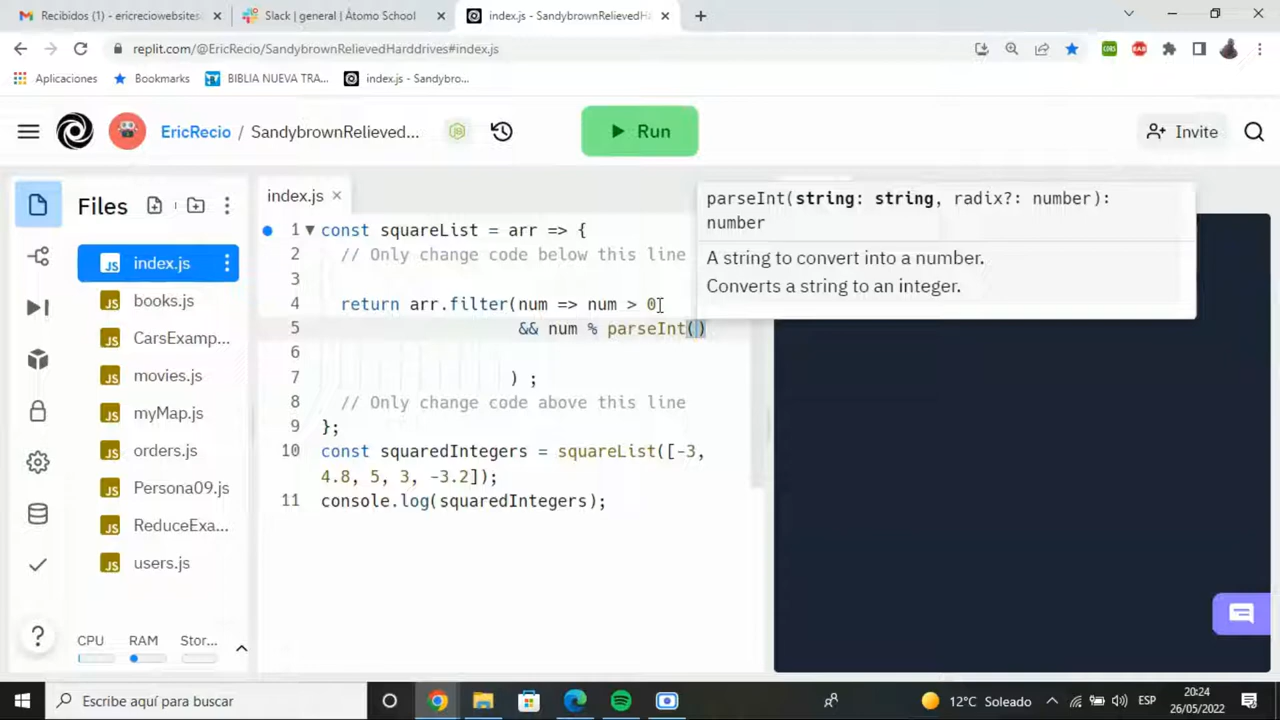 Recibidos (1) - ericreciowebsites
Slack | general | Átomo School
index.js - SandybrownRelievedHa
replit.com/@EricRecio/SandybrownRelievedHarddrives#index.js
Aplicaciones
Bookmarks
BIBLIA NUEVA TRA...
index.js - Sandybro...
EricRecio / SandybrownRelieved...
Run
Invite
Files
index.js
books.js
CarsExamp...
movies.js
myMap.js
orders.js
Persona09.js
ReduceExa...
users.js
CPU RAM Stor...
index.js
1 const squareList = arr => {
2 // Only change code below this line
3
4 return arr.filter(num => num > 0
5 && num % parseInt()
6
7 ) ;
8 // Only change code above this line
9 };
10 const squaredIntegers = squareList([-3,
4.8, 5, 3, -3.2]);
11 console.log(squaredIntegers);
parseInt(string: string, radix?: number):
number
A string to convert into a number.
Converts a string to an integer.
Escribe aquí para buscar
12°C Soleado
ESP
20:24
26/05/2022